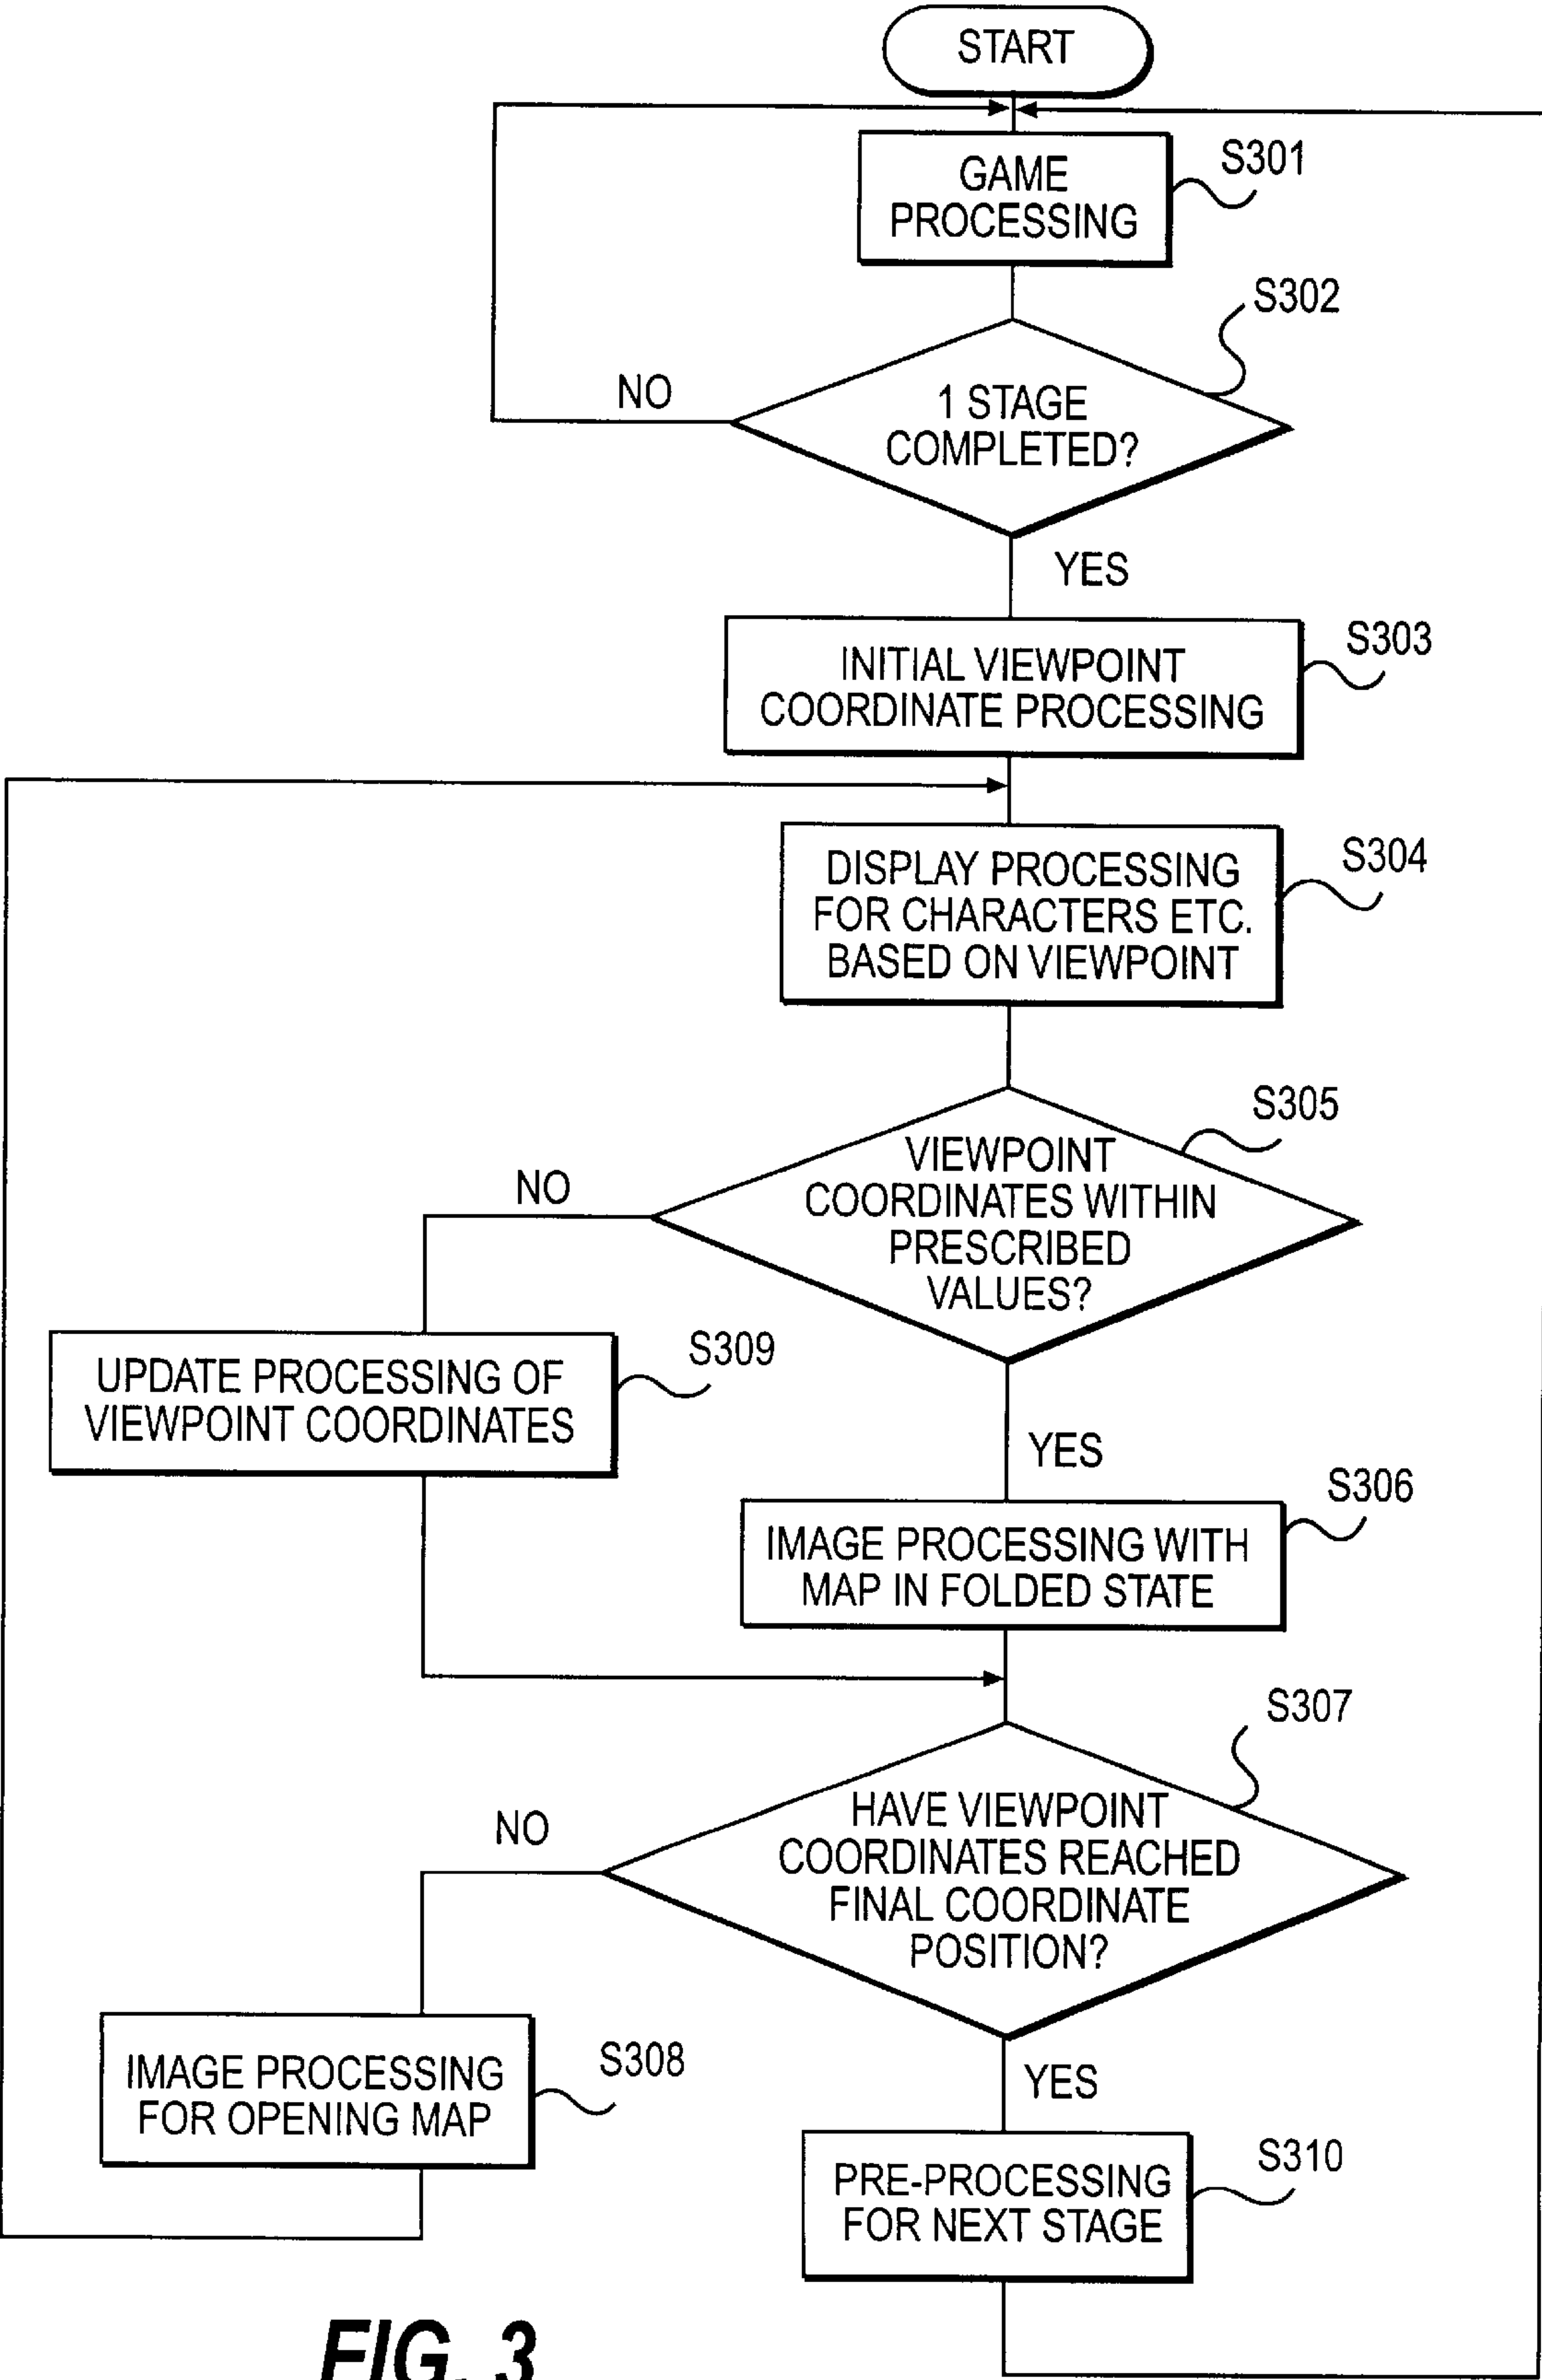 START
GAME
PROCESSING
S301
S302
1 STAGE
COMPLETED?
NO
YES
INITIAL VIEWPOINT
COORDINATE PROCESSING
S303
DISPLAY PROCESSING
FOR CHARACTERS ETC.
BASED ON VIEWPOINT
S304
S305
VIEWPOINT
COORDINATES WITHIN
PRESCRIBED
VALUES?
NO
UPDATE PROCESSING OF
VIEWPOINT COORDINATES
S309
YES
IMAGE PROCESSING WITH
MAP IN FOLDED STATE
S306
S307
HAVE VIEWPOINT
COORDINATES REACHED
FINAL COORDINATE
POSITION?
NO
IMAGE PROCESSING
FOR OPENING MAP
S308
YES
PRE-PROCESSING
FOR NEXT STAGE
S310
FIG. 3